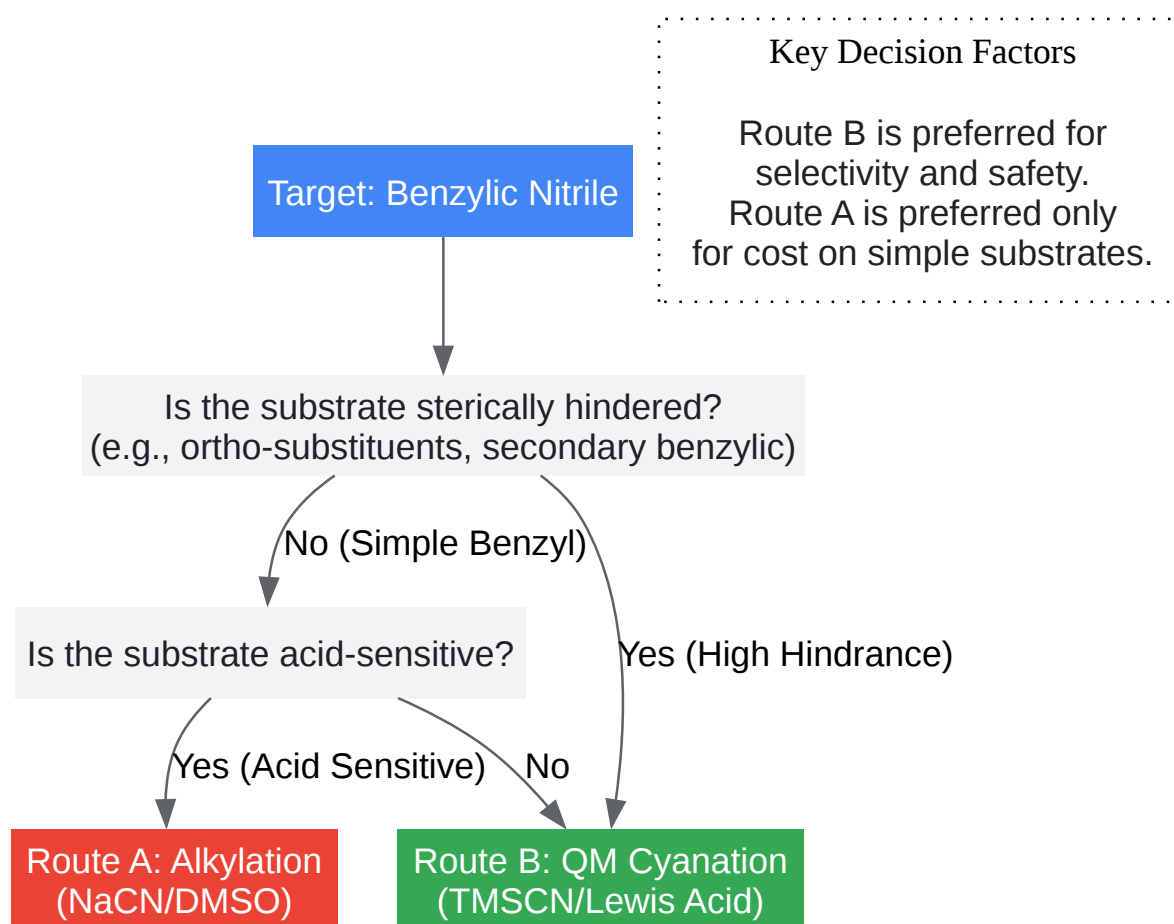 Key Decision Factors
Route B is preferred for
selectivity and safety.
Route A is preferred only
for cost on simple substrates.
Target: Benzylic Nitrile
Is the substrate sterically hindered?
(e.g., ortho-substituents, secondary benzylic)
No (Simple Benzyl)
Is the substrate acid-sensitive?
Yes (High Hindrance)
Yes (Acid Sensitive)
No
Route A: Alkylation
(NaCN/DMSO)
Route B: QM Cyanation
(TMSCN/Lewis Acid)